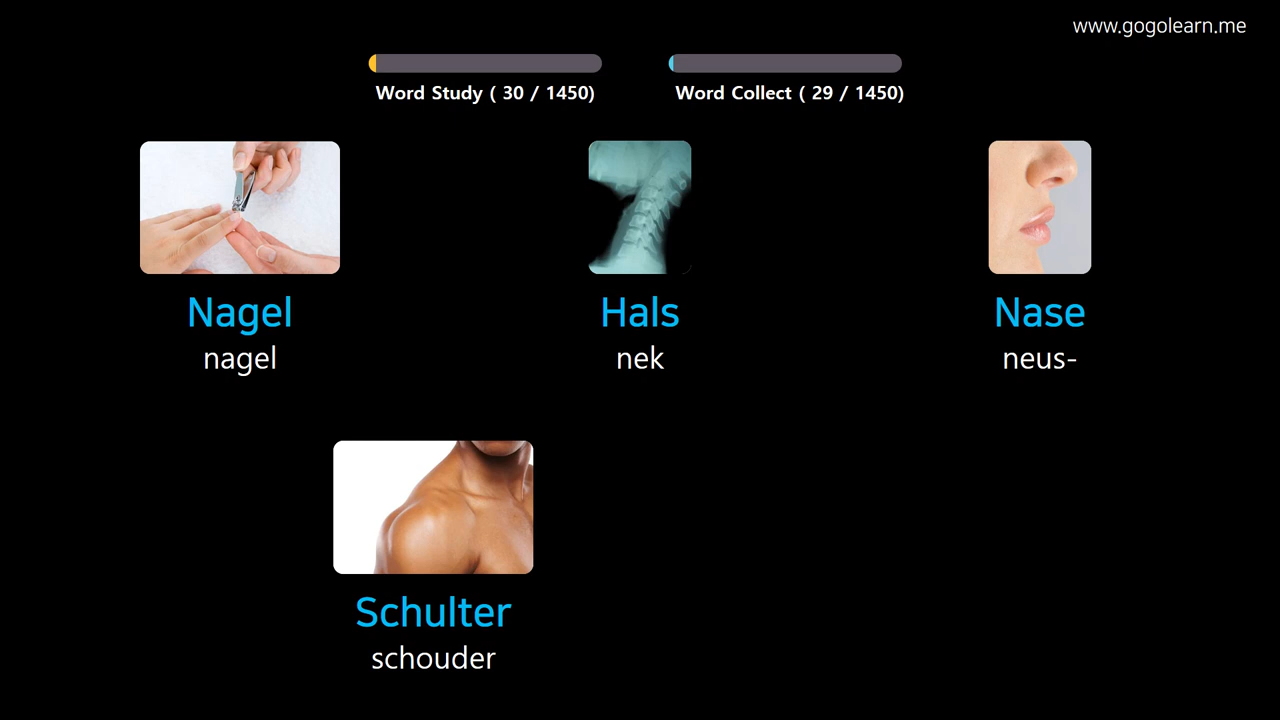 www.gogolearn.me
Word Study ( 30 / 1450)
Word Collect ( 29 / 1450)
Nagel
nagel
Hals
nek
Nase
neus-
Schulter
schouder